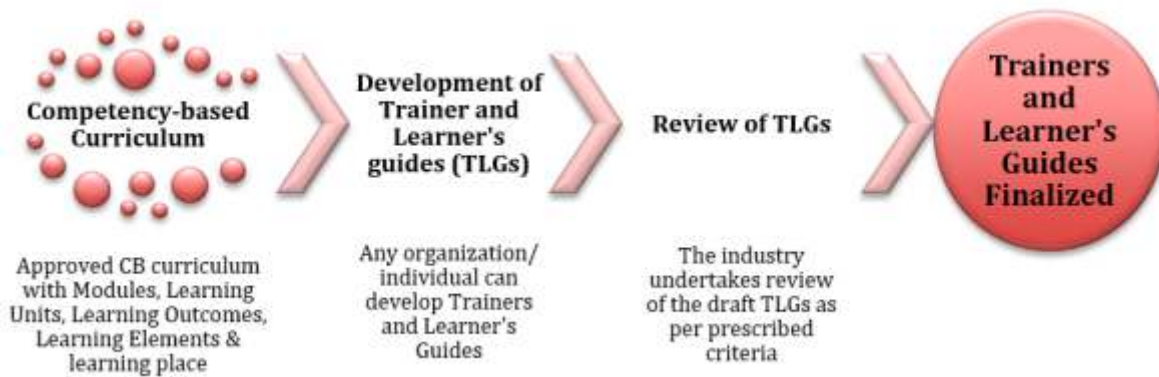 Competency-based
Curriculum
Approved CB curriculum
with Modules, Learning
Units, Learning Outcomes,
Learning Elements &
learning place
Development of
Trainer and
Learner's
guides (TLGs)
Any organization/
individual can
develop Trainers
and Learner's
Guides
Review of TLGs
The industry
undertakes review
of the draft TLGs as
per prescribed
criteria
Trainers
and
Learner's
Guides
Finalized